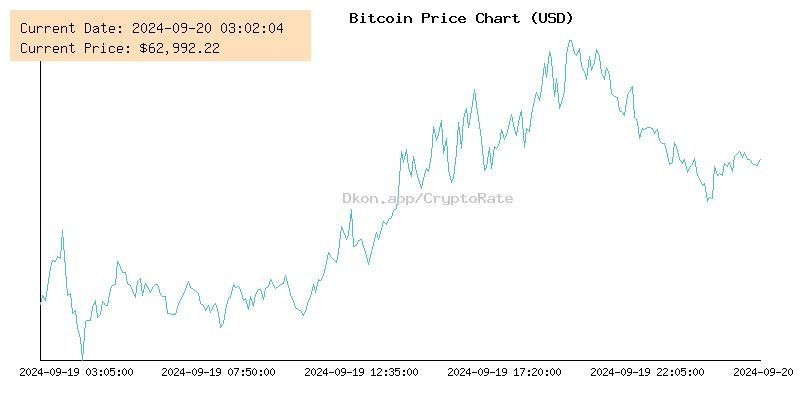 Bitcoin Price Chart (USD)
Current Date: 2024-09-20 03:02:04
Current Price: $62,992.22
Dkon.app/CryptoRate
2024-09-19 03:05:00 2024-09-19 07:50:00 2024-09-19 12:35:00 2024-09-19 17:20:00 2024-09-19 22:05:00 2024-09-20